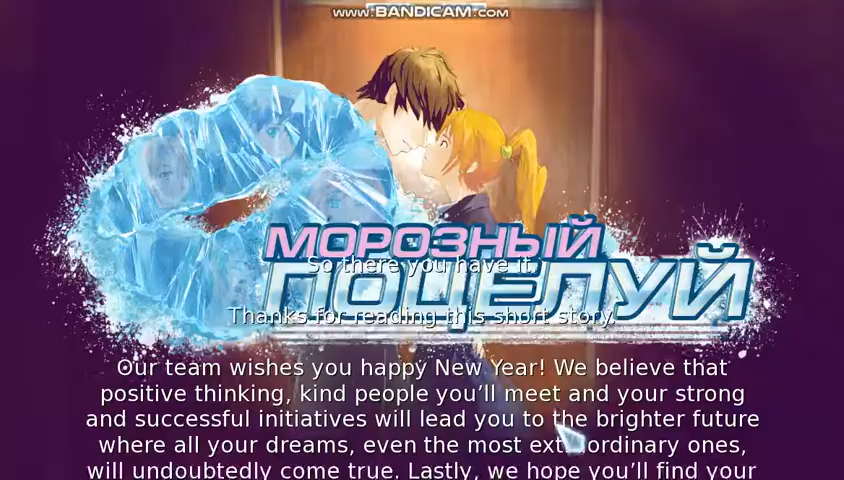 www.BANDICAM.com
МОРОЗНЫЙ
ПОЦЕЛУЙ
So there you have it.
Thanks for reading this short story.
Our team wishes you happy New Year! We believe that
positive thinking, kind people you'll meet and your strong
and successful initiatives will lead you to the brighter future
where all your dreams, even the most extraordinary ones,
will undoubtedly come true. Lastly, we hope you'll find your